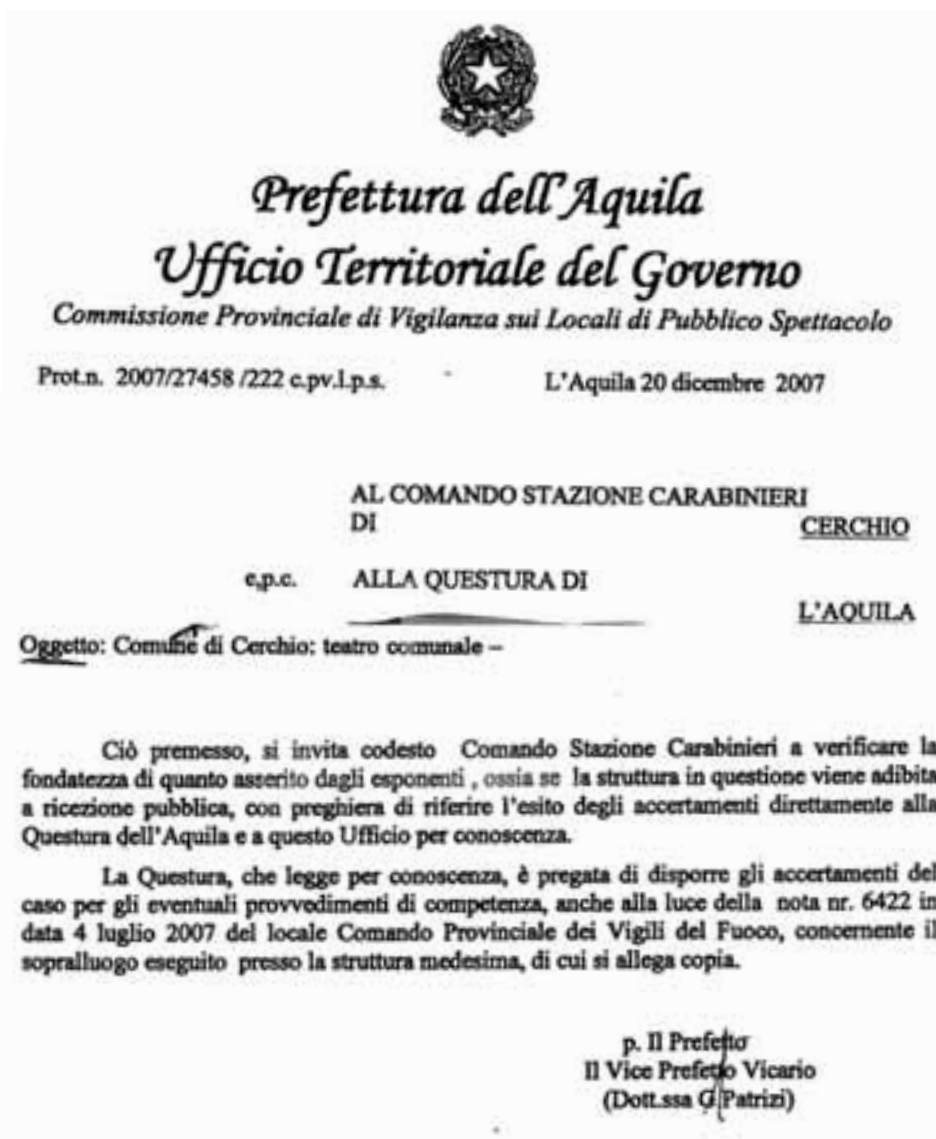 Prefettura dell'Aquila
Ufficio Territoriale del Governo
Commissione Provinciale di Vigilanza sui Locali di Pubblico Spettacolo
Prot.n. 2007/27458 /222 c.pv.l.p.s. L'Aquila 20 dicembre 2007
AL COMANDO STAZIONE CARABINIERI
DI CERCHIO
e,p.c. ALLA QUESTURA DI
L'AQUILA
Oggetto: Comune di Cerchio: teatro comunale –
Ciò premesso, si invita codesto Comando Stazione Carabinieri a verificare la
fondatezza di quanto asserito dagli esponenti , ossia se la struttura in questione viene adibita
a ricezione pubblica, con preghiera di riferire l'esito degli accertamenti direttamente alla
Questura dell'Aquila e a questo Ufficio per conoscenza.
La Questura, che legge per conoscenza, è pregata di disporre gli accertamenti del
caso per gli eventuali provvedimenti di competenza, anche alla luce della nota nr. 6422 in
data 4 luglio 2007 del locale Comando Provinciale dei Vigili del Fuoco, concernente il
sopralluogo eseguito presso la struttura medesima, di cui si allega copia.
p. Il Prefetto
Il Vice Prefetto Vicario
(Dott.ssa G.Patrizi)